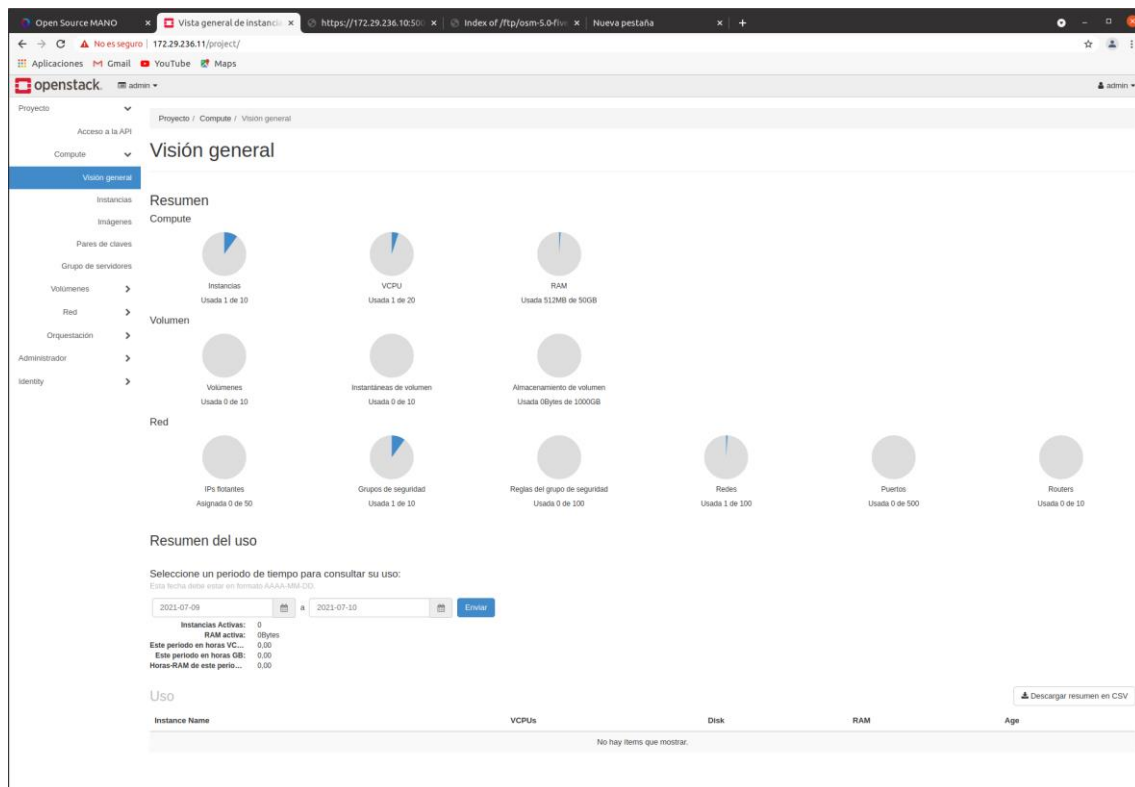 Open Source MANO
Vista general de instanci
https://172.29.236.10:50
Index of /ftp/osm-5.0-fiv
Nueva pestaña
No es seguro | 172.29.236.11/project/
Aplicaciones Gmail YouTube Maps
openstack. admin
admin
Proyecto
Acceso a la API
Compute
Visión general
Instancias
Imágenes
Pares de claves
Grupo de servidores
Volúmenes
Red
Orquestación
Administrador
Identity
Proyecto / Compute / Visión general
Visión general
Resumen
Compute
Instancias
Usada 1 de 10
VCPU
Usada 1 de 20
RAM
Usada 512MB de 50GB
Volumen
Volúmenes
Usada 0 de 10
Instantáneas de volumen
Usada 0 de 10
Almacenamiento de volumen
Usada 0Bytes de 1000GB
Red
IPs flotantes
Asignada 0 de 50
Grupos de seguridad
Usada 1 de 10
Reglas del grupo de seguridad
Usada 0 de 100
Redes
Usada 1 de 100
Puertos
Usada 0 de 500
Routers
Usada 0 de 10
Resumen del uso
Seleccione un periodo de tiempo para consultar su uso:
Esta fecha debe estar en formato AAAA-MM-DD.
2021-07-09 a 2021-07-10 Enviar
Instancias Activas: 0
RAM activa: 0Bytes
Este periodo en horas VC... 0,00
Este periodo en horas GB: 0,00
Horas-RAM de este perio... 0,00
Uso
Descargar resumen en CSV
Instance Name VCPUs Disk RAM Age
No hay ítems que mostrar.